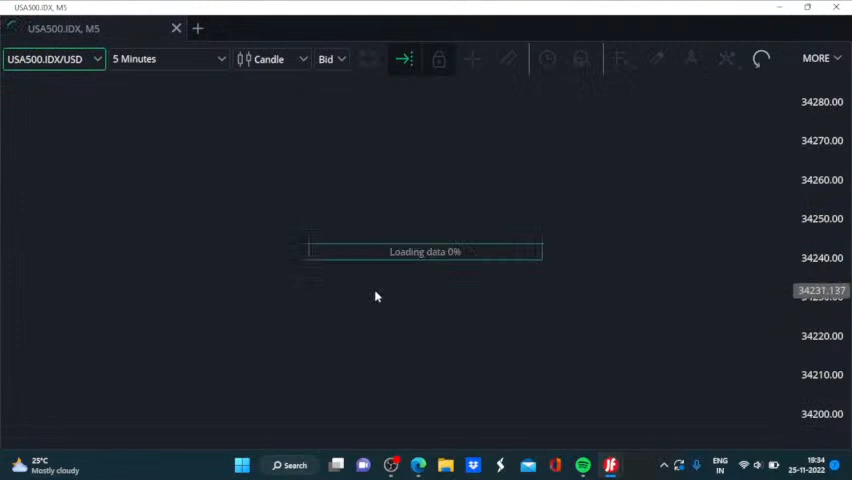 USA500.IDX, M5
USA500.IDX, M5
USA500.IDX/USD 5 Minutes Candle Bid MORE
34280.00
34270.00
34260.00
34250.00
Loading data 0%
34240.00
34231.137
34220.00
34210.00
34200.00
25°C
Mostly cloudy
Search
ENG
IN
19:34
25-11-2022